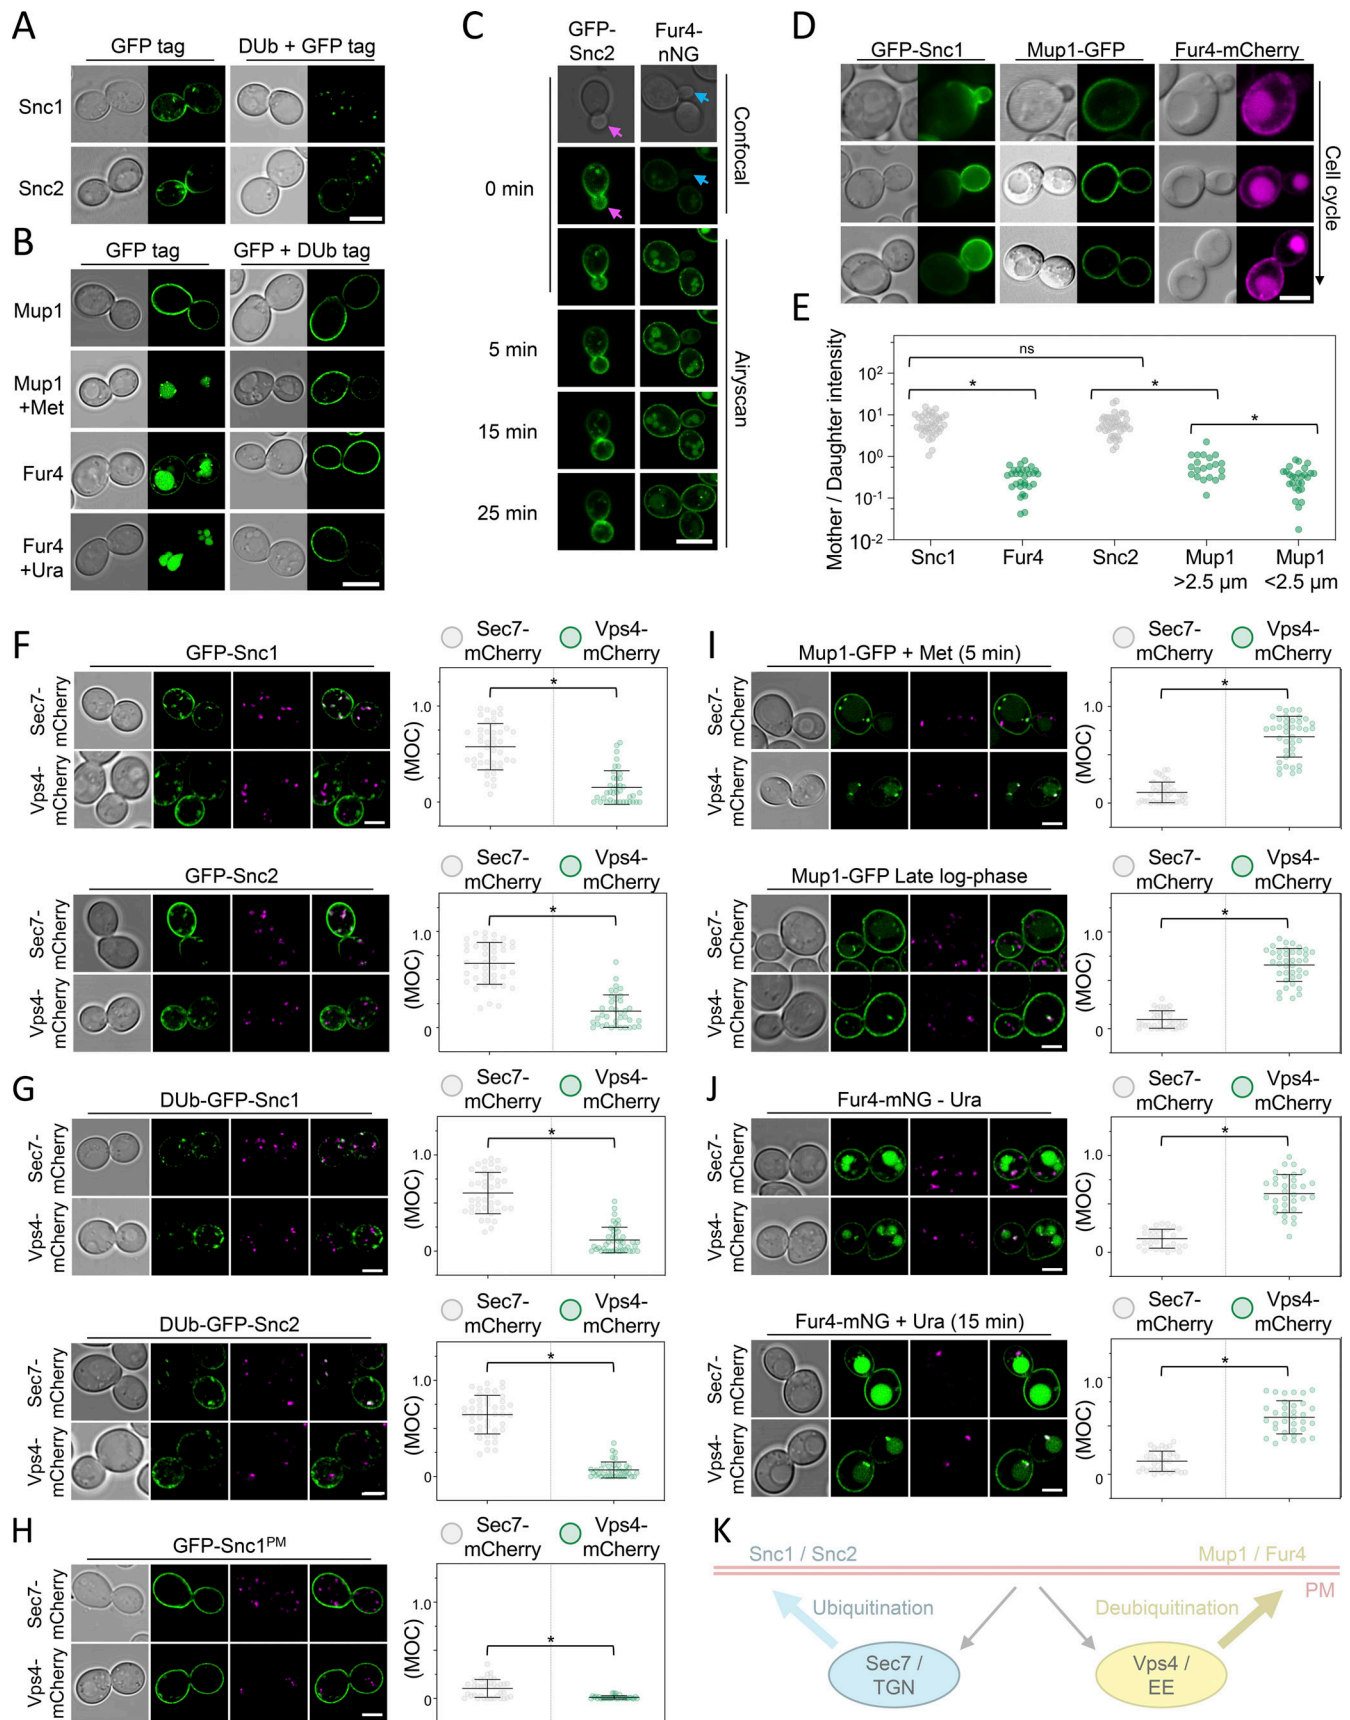 A
GFP tag
DUb + GFP tag
Snc1
Snc2
B
GFP tag
GFP + DUb tag
Mup1
Mup1
+Met
Fur4
Fur4
+Ura
C
GFP-
Snc2
Fur4-
nNG
0 min
5 min
15 min
25 min
Confocal
Airyscan
D
GFP-Snc1
Mup1-GFP
Fur4-mCherry
Cell cycle
E
Mother / Daughter intensity
10²
10¹
10⁰
10⁻¹
10⁻²
ns
*
*
*
Snc1
Fur4
Snc2
Mup1
>2.5 µm
Mup1
<2.5 µm
F
GFP-Snc1
Sec7-
mCherry
Vps4-
mCherry
Sec7-
mCherry
Vps4-
mCherry
(MOC)
1.0
0
*
GFP-Snc2
Sec7-
mCherry
Vps4-
mCherry
Sec7-
mCherry
Vps4-
mCherry
(MOC)
1.0
0
*
G
DUb-GFP-Snc1
Sec7-
mCherry
Vps4-
mCherry
Sec7-
mCherry
Vps4-
mCherry
(MOC)
1.0
0
*
DUb-GFP-Snc2
Sec7-
mCherry
Vps4-
mCherry
Sec7-
mCherry
Vps4-
mCherry
(MOC)
1.0
0
*
H
GFP-Snc1ᴾᴹ
Sec7-
mCherry
Vps4-
mCherry
Sec7-
mCherry
Vps4-
mCherry
(MOC)
1.0
0
*
I
Mup1-GFP + Met (5 min)
Sec7-
mCherry
Vps4-
mCherry
Sec7-
mCherry
Vps4-
mCherry
(MOC)
1.0
0
*
Mup1-GFP Late log-phase
Sec7-
mCherry
Vps4-
mCherry
Sec7-
mCherry
Vps4-
mCherry
(MOC)
1.0
0
*
J
Fur4-mNG - Ura
Sec7-
mCherry
Vps4-
mCherry
Sec7-
mCherry
Vps4-
mCherry
(MOC)
1.0
0
*
Fur4-mNG + Ura (15 min)
Sec7-
mCherry
Vps4-
mCherry
Sec7-
mCherry
Vps4-
mCherry
(MOC)
1.0
0
*
K
Snc1 / Snc2
Mup1 / Fur4
PM
Ubiquitination
Deubiquitination
Sec7 /
TGN
Vps4 /
EE